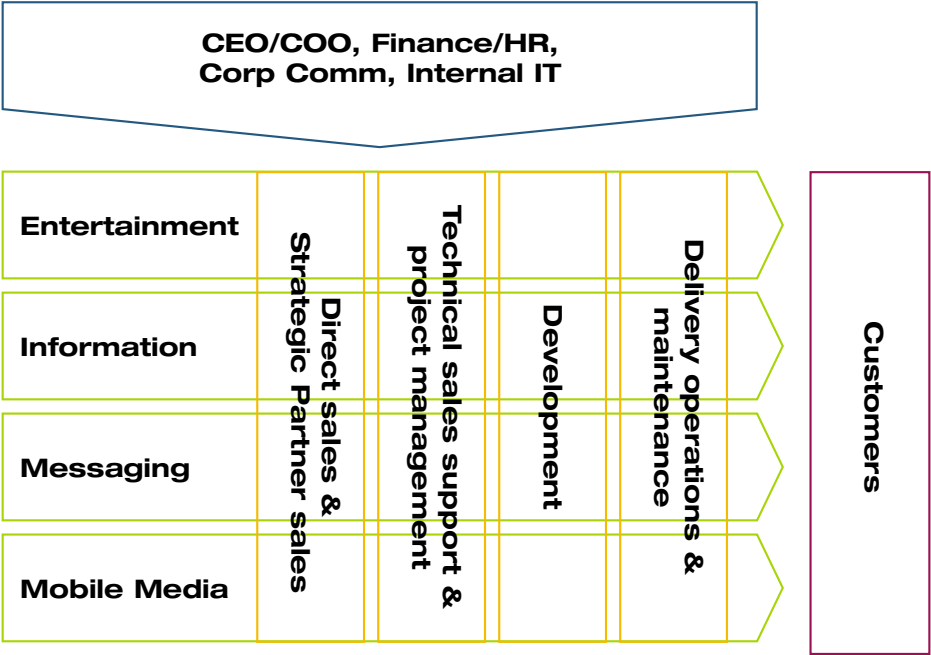 CEO/COO, Finance/HR,
Corp Comm, Internal IT
Entertainment
Information
Messaging
Mobile Media
Direct sales &
Strategic Partner sales
Technical sales support &
project management
Development
Delivery operations &
maintenance
Customers